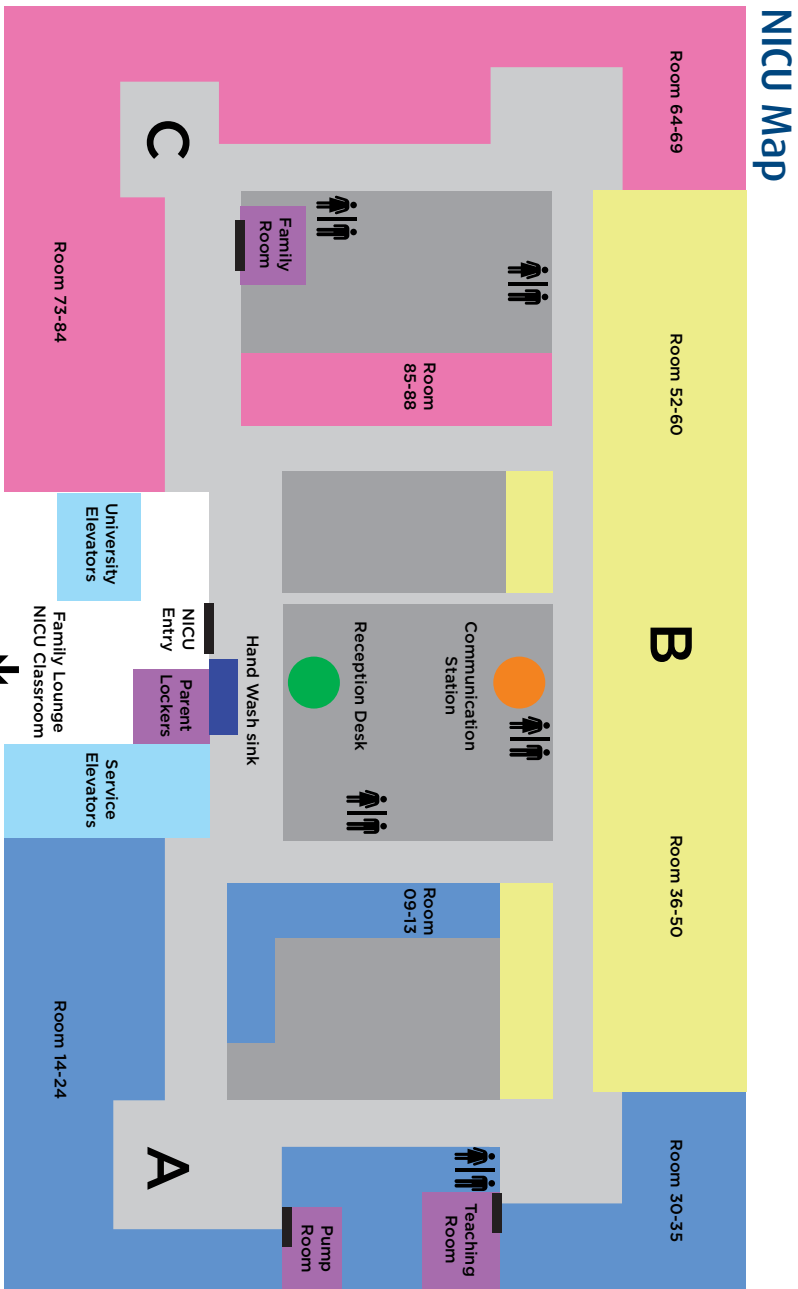 NICU Map
Room 64-69
Room 52-60
B
Room 36-50
Room 30-35
Room
85-88
Communication
Station
Room
09-13
Teaching
Room
Family
Room
Reception Desk
Pump
Room
C
Hand Wash sink
A
NICU
Entry
Parent
Lockers
University
Elevators
Service
Elevators
Room 73-84
Family Lounge
NICU Classroom
Room 14-24